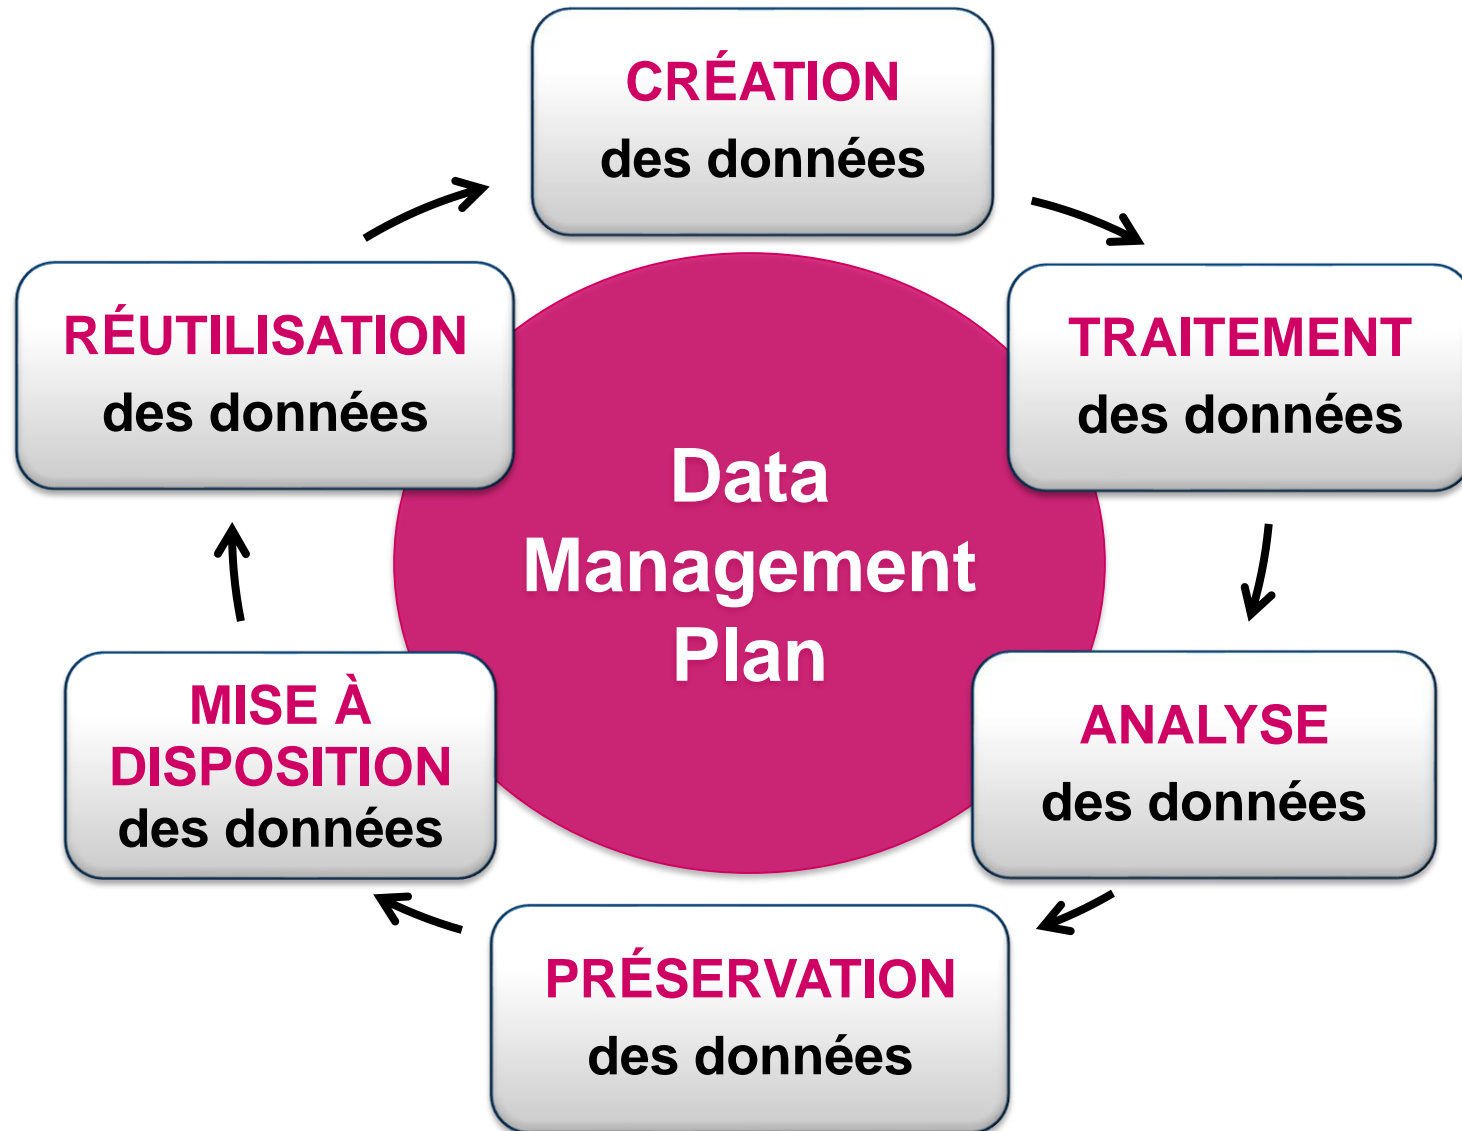 CRÉATION
des données
TRAITEMENT
des données
ANALYSE
des données
PRÉSERVATION
des données
MISE À
DISPOSITION
des données
RÉUTILISATION
des données
Data
Management
Plan